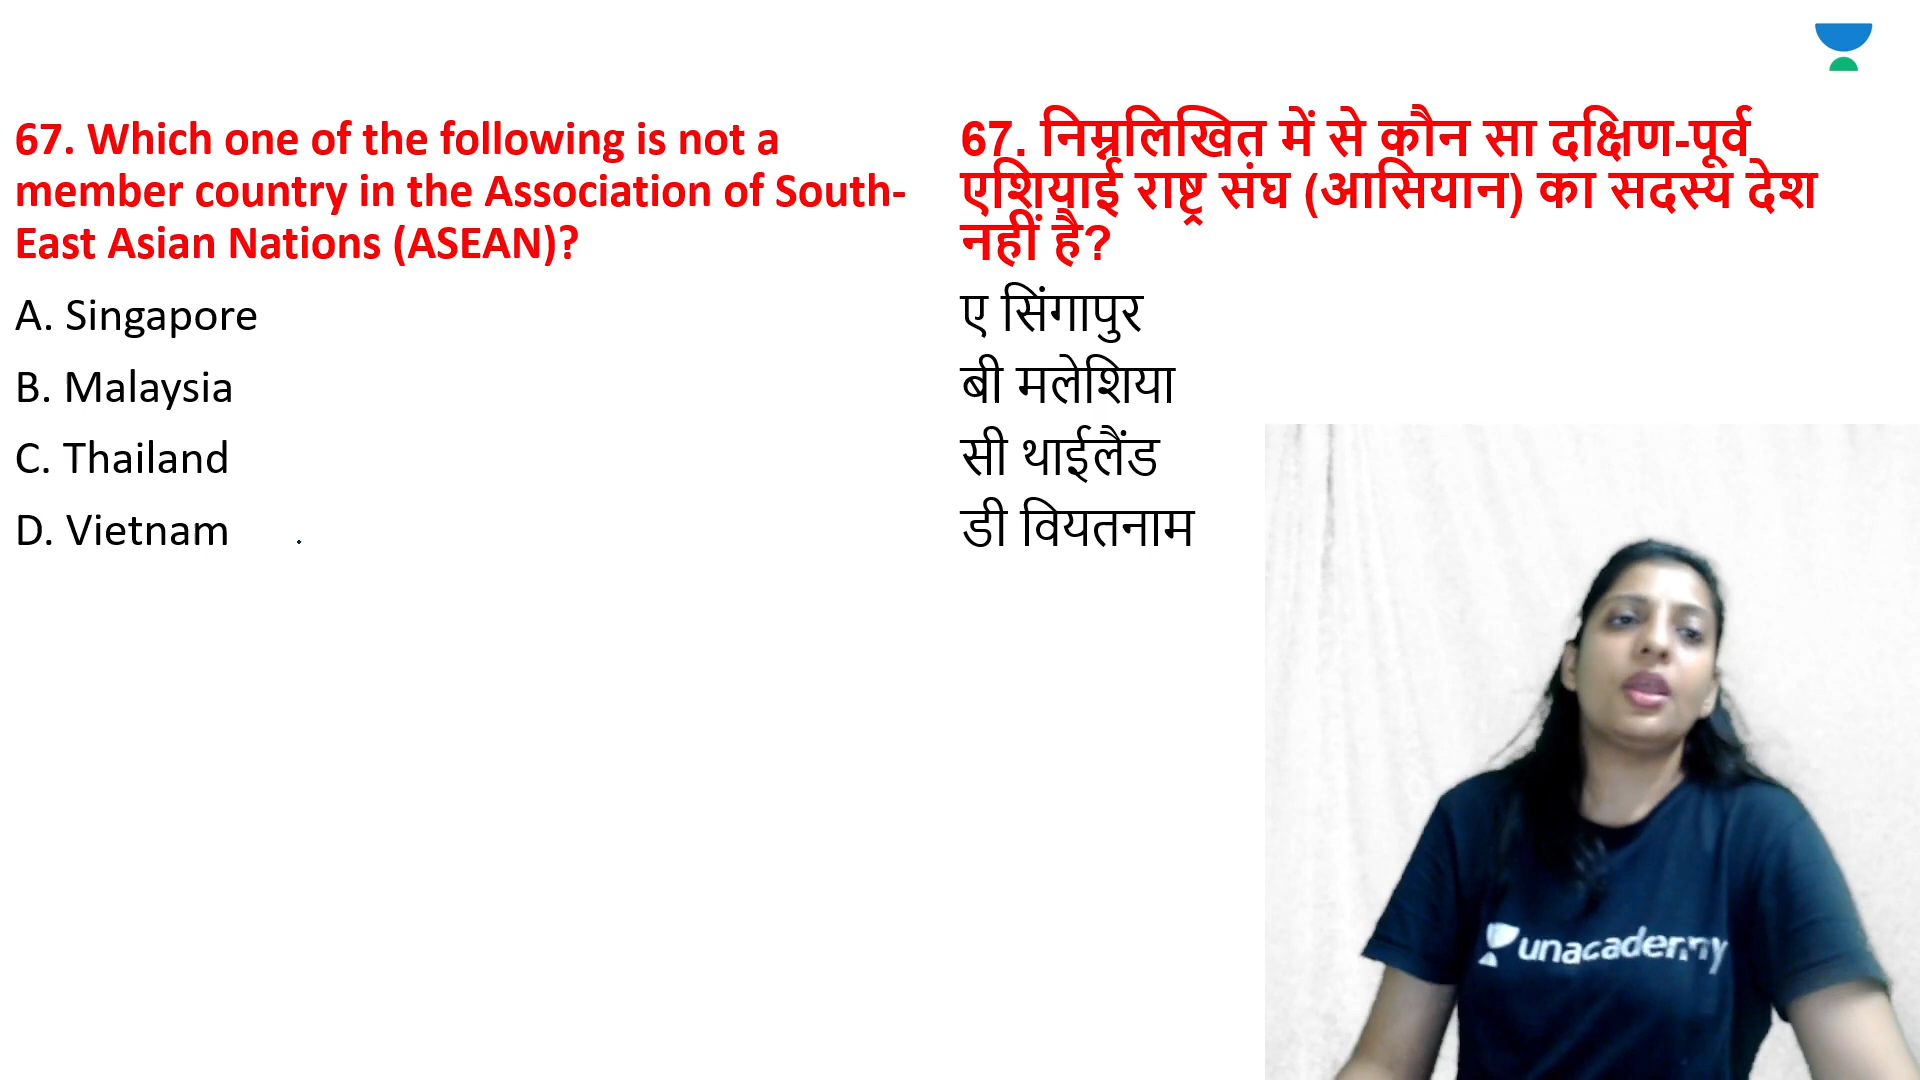 67. Which one of the following is not a
member country in the Association of South-
East Asian Nations (ASEAN)?
A. Singapore
B. Malaysia
C. Thailand
D. Vietnam
67. निम्नलिखित में से कौन सा दक्षिण-पूर्व
एशियाई राष्ट्र संघ (आसियान) का सदस्य देश
नहीं है?
ए सिंगापुर
बी मलेशिया
सी थाईलैंड
डी वियतनाम
unacademy